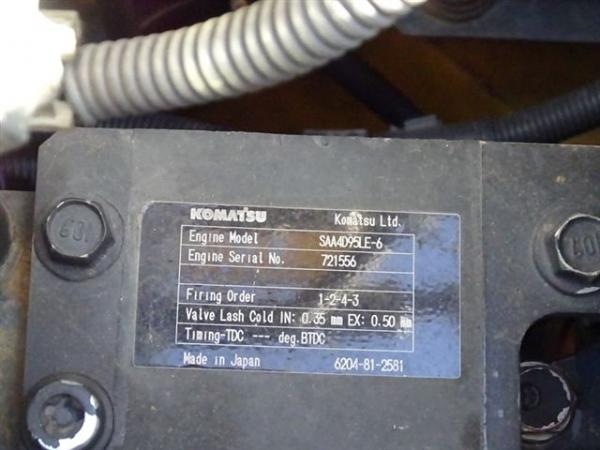 KOMATSU Komatsu Ltd.
Engine Model SAA4D95LE-6
Engine Serial No. 721556
Firing Order 1-2-4-3
Valve Lash Cold IN: 0.35 mm EX: 0.50 mm
Timing-TDC --- deg.BTDC
Made in Japan 6204-81-2581